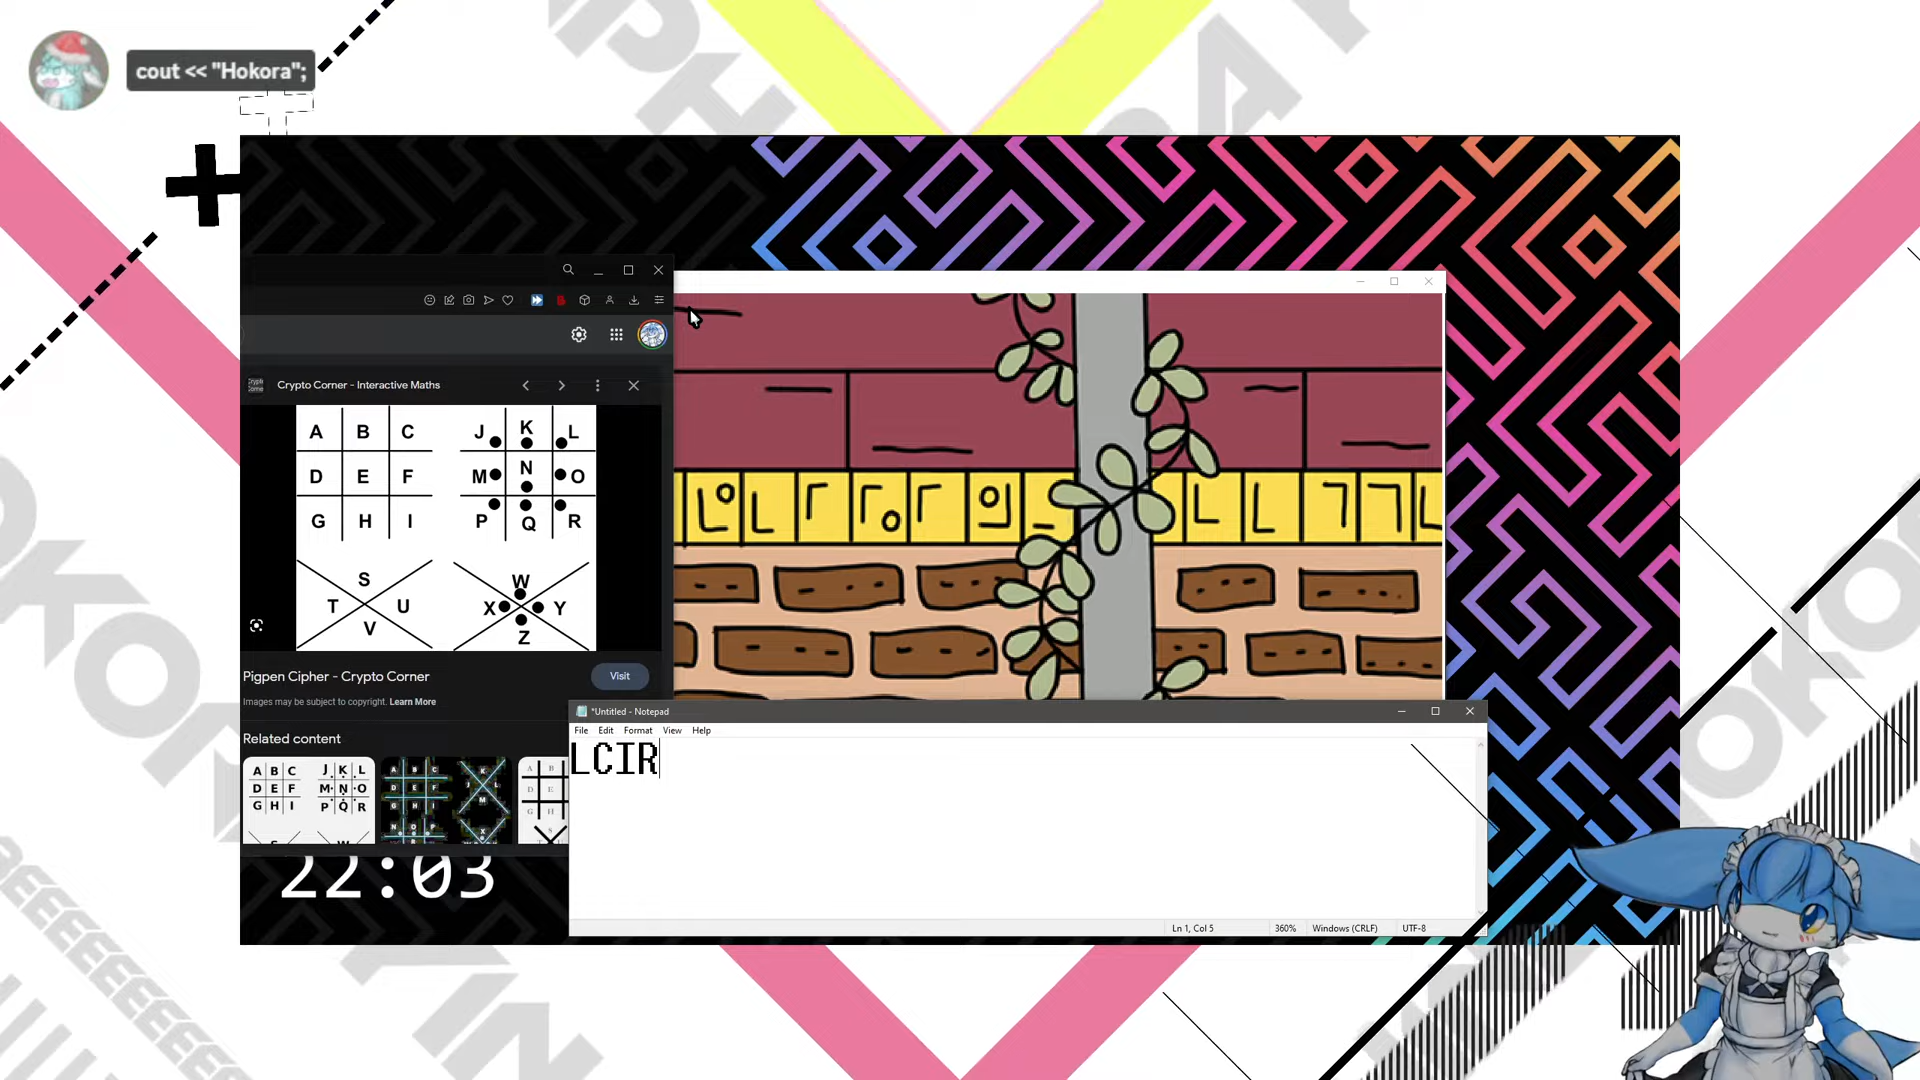 cout << "Hokora";
Crypto Corner - Interactive Maths
A B C J K L
D E F M N O
G H I P Q R
S W
T U X Y
V Z
Pigpen Cipher - Crypto Corner
Visit
Images may be subject to copyright. Learn More
Related content
A B C J K L
D E F M N O
G H I P Q R
22:03
*Untitled - Notepad
File Edit Format View Help
LCIR
Ln 1, Col 5 360% Windows (CRLF) UTF-8